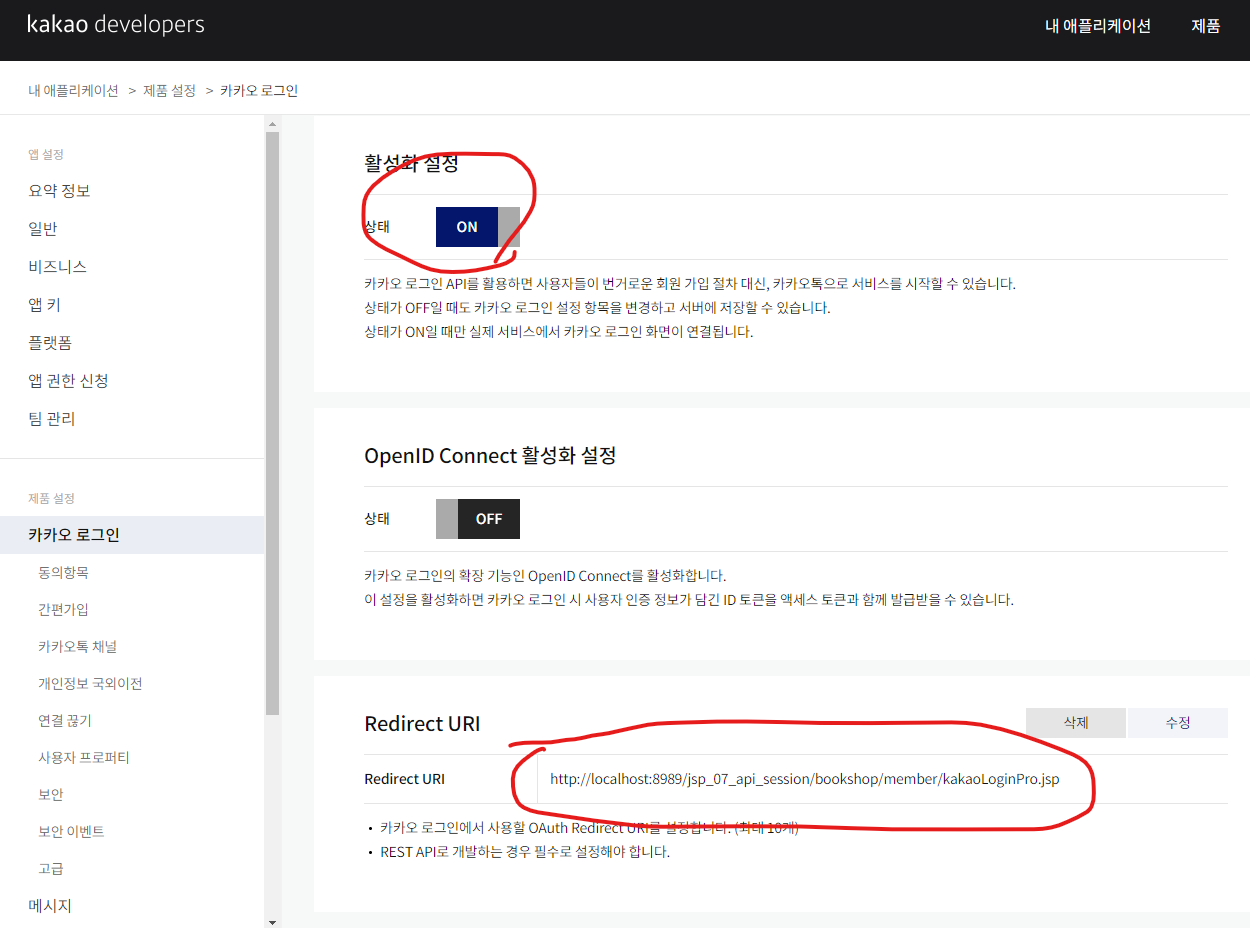 kakao developers
내 애플리케이션 제품
내 애플리케이션 > 제품 설정 > 카카오 로그인
앱 설정
요약 정보
일반
비즈니스
앱 키
플랫폼
앱 권한 신청
팀 관리
제품 설정
카카오 로그인
동의항목
간편가입
카카오톡 채널
개인정보 국외이전
연결 끊기
사용자 프로퍼티
보안
보안 이벤트
고급
메시지
활성화 설정
상태 ON
카카오 로그인 API를 활용하면 사용자들이 번거로운 회원 가입 절차 대신, 카카오톡으로 서비스를 시작할 수 있습니다.
상태가 OFF일 때도 카카오 로그인 설정 항목을 변경하고 서버에 저장할 수 있습니다.
상태가 ON일 때만 실제 서비스에서 카카오 로그인 화면이 연결됩니다.
OpenID Connect 활성화 설정
상태 OFF
카카오 로그인의 확장 기능인 OpenID Connect를 활성화합니다.
이 설정을 활성화하면 카카오 로그인 시 사용자 인증 정보가 담긴 ID 토큰을 액세스 토큰과 함께 발급받을 수 있습니다.
Redirect URI 삭제 수정
Redirect URI http://localhost:8989/jsp_07_api_session/bookshop/member/kakaoLoginPro.jsp
• 카카오 로그인에서 사용할 OAuth Redirect URI를 설정합니다. (최대 10개)
• REST API로 개발하는 경우 필수로 설정해야 합니다.